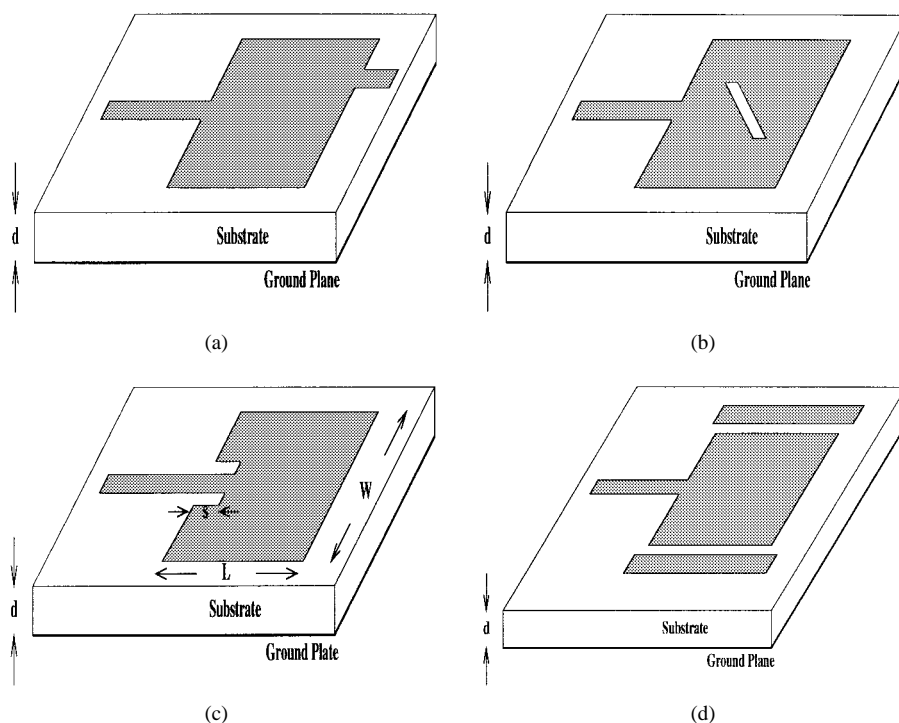 d
Substrate
Ground Plane
(a)
d
Substrate
Ground Plane
(b)
W
s
L
d
Substrate
Ground Plate
(c)
d
Substrate
Ground Plane
(d)